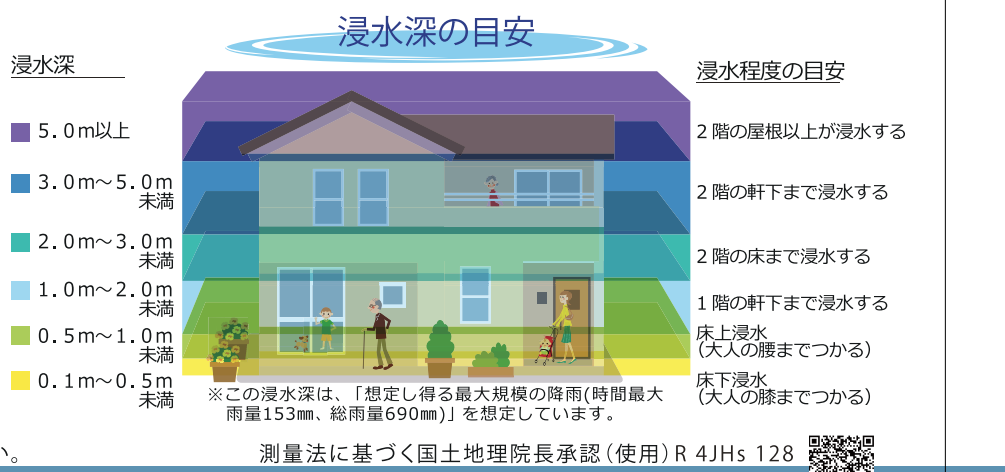 浸水深の目安
浸水深
5.0m以上
3.0m～5.0m
未満
2.0m～3.0m
未満
1.0m～2.0m
未満
0.5m～1.0m
未満
0.1m～0.5m
未満
浸水程度の目安
2階の屋根以上が浸水する
2階の軒下まで浸水する
2階の床まで浸水する
1階の軒下まで浸水する
床上浸水
(大人の腰までつかる)
床下浸水
(大人の膝までつかる)
※この浸水深は、「想定し得る最大規模の降雨(時間最大
雨量153㎜、総雨量690㎜)」を想定しています。
い。
測量法に基づく国土地理院長承認(使用)R 4JHs 128